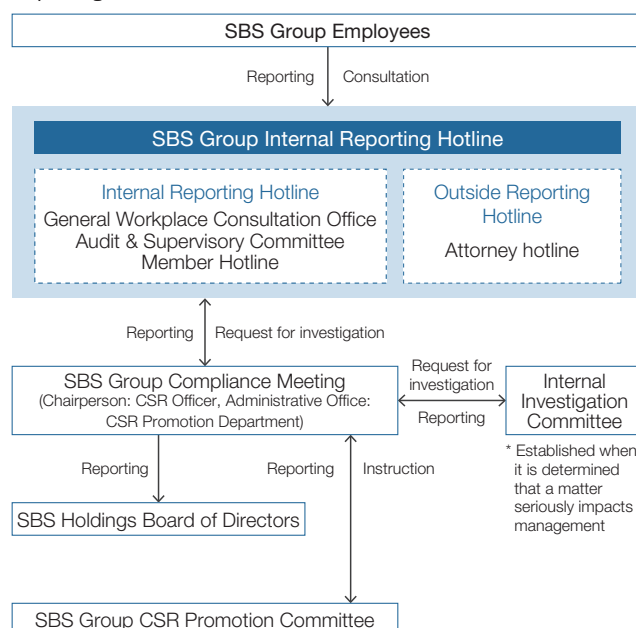 SBS Group Employees
Reporting
Consultation
SBS Group Internal Reporting Hotline
Internal Reporting Hotline
General Workplace Consultation Office
Audit & Supervisory Committee
Member Hotline
Outside Reporting
Hotline
Attorney hotline
Reporting
Request for investigation
SBS Group Compliance Meeting
(Chairperson: CSR Officer, Administrative Office:
CSR Promotion Department)
Request for
investigation
Reporting
Internal
Investigation
Committee
* Established when
it is determined
that a matter
seriously impacts
management
Reporting
Reporting
Instruction
SBS Holdings Board of Directors
SBS Group CSR Promotion Committee